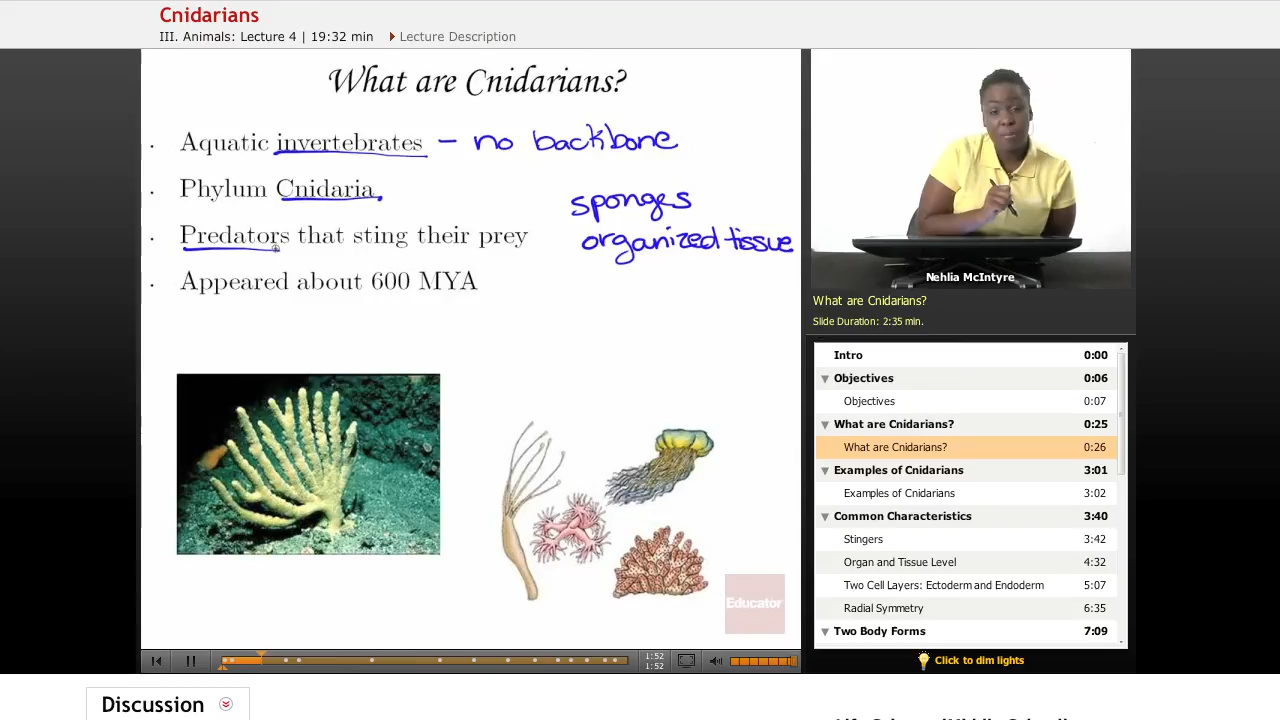 Cnidarians
III. Animals: Lecture 4 | 19:32 min
Lecture Description
What are Cnidarians?
· Aquatic invertebrates - no backbone
· Phylum Cnidaria.
sponges
· Predators that sting their prey
organized tissue
· Appeared about 600 MYA
Educator
Nehlia McIntyre
What are Cnidarians?
Slide Duration: 2:35 min.
Intro 0:00
Objectives 0:06
Objectives 0:07
What are Cnidarians? 0:25
What are Cnidarians? 0:26
Examples of Cnidarians 3:01
Examples of Cnidarians 3:02
Common Characteristics 3:40
Stingers 3:42
Organ and Tissue Level 4:32
Two Cell Layers: Ectoderm and Endoderm 5:07
Radial Symmetry 6:35
Two Body Forms 7:09
1:52
1:52
Click to dim lights
Discussion